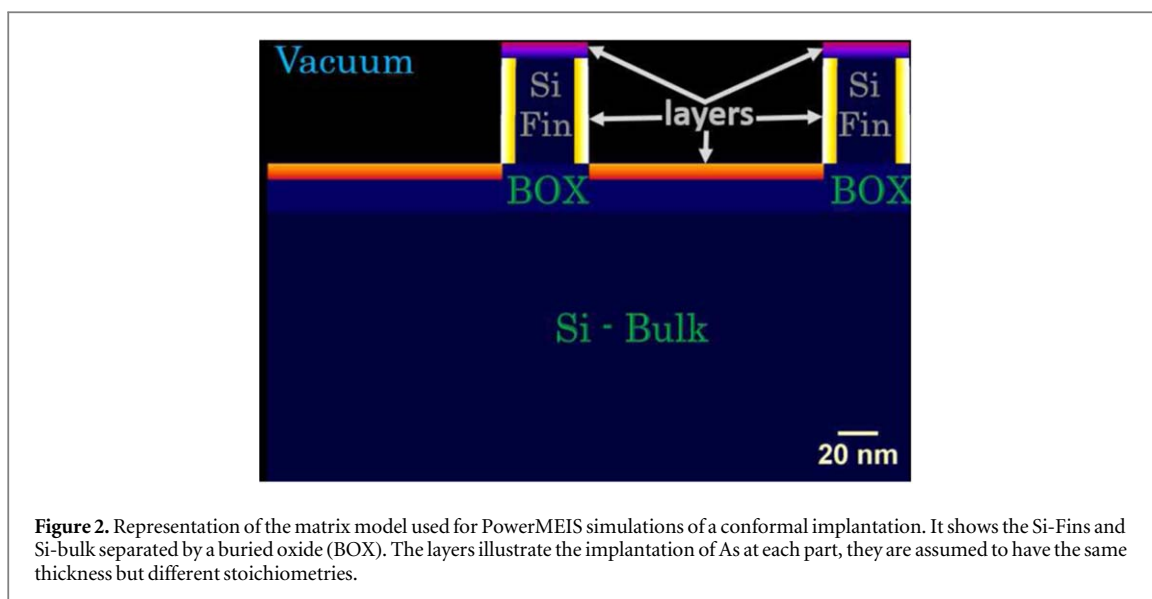 Vacuum
Si
Fin
Si
Fin
layers
BOX
BOX
Si - Bulk
20 nm
Figure 2. Representation of the matrix model used for PowerMEIS simulations of a conformal implantation. It shows the Si-Fins and
Si-bulk separated by a buried oxide (BOX). The layers illustrate the implantation of As at each part, they are assumed to have the same
thickness but different stoichiometries.